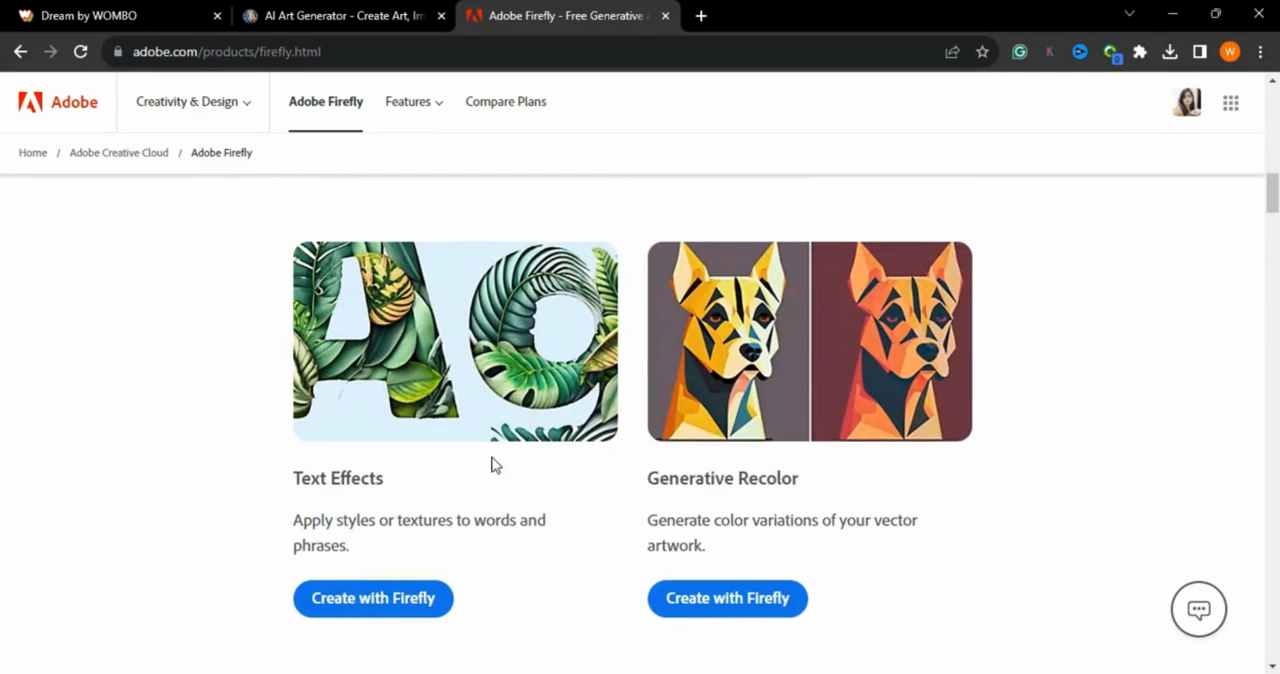 Dream by WOMBO
AI Art Generator - Create Art, Im
Adobe Firefly - Free Generative A
adobe.com/products/firefly.html
G
K
0
W
Adobe
Creativity & Design
Adobe Firefly
Features
Compare Plans
Home / Adobe Creative Cloud / Adobe Firefly
Ag
Text Effects
Generative Recolor
Apply styles or textures to words and
phrases.
Generate color variations of your vector
artwork.
Create with Firefly
Create with Firefly